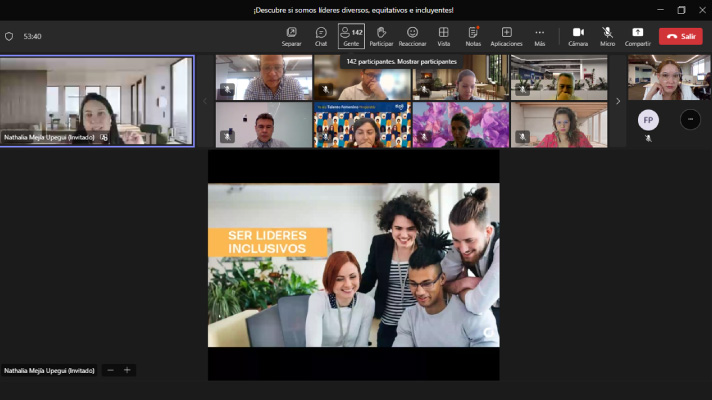 ¡Descubre si somos líderes diversos, equitativos e incluyentes!
53:40
Separar
Chat
142
Gente
Participar
Reaccionar
Vista
Notas
Aplicaciones
Más
Cámara
Micro
Compartir
Salir
142 participantes. Mostrar participantes
Nathalia Mejía Upegui (Invitado)
FP
SER LIDERES
INCLUSIVOS
Nathalia Mejía Upegui (Invitado)